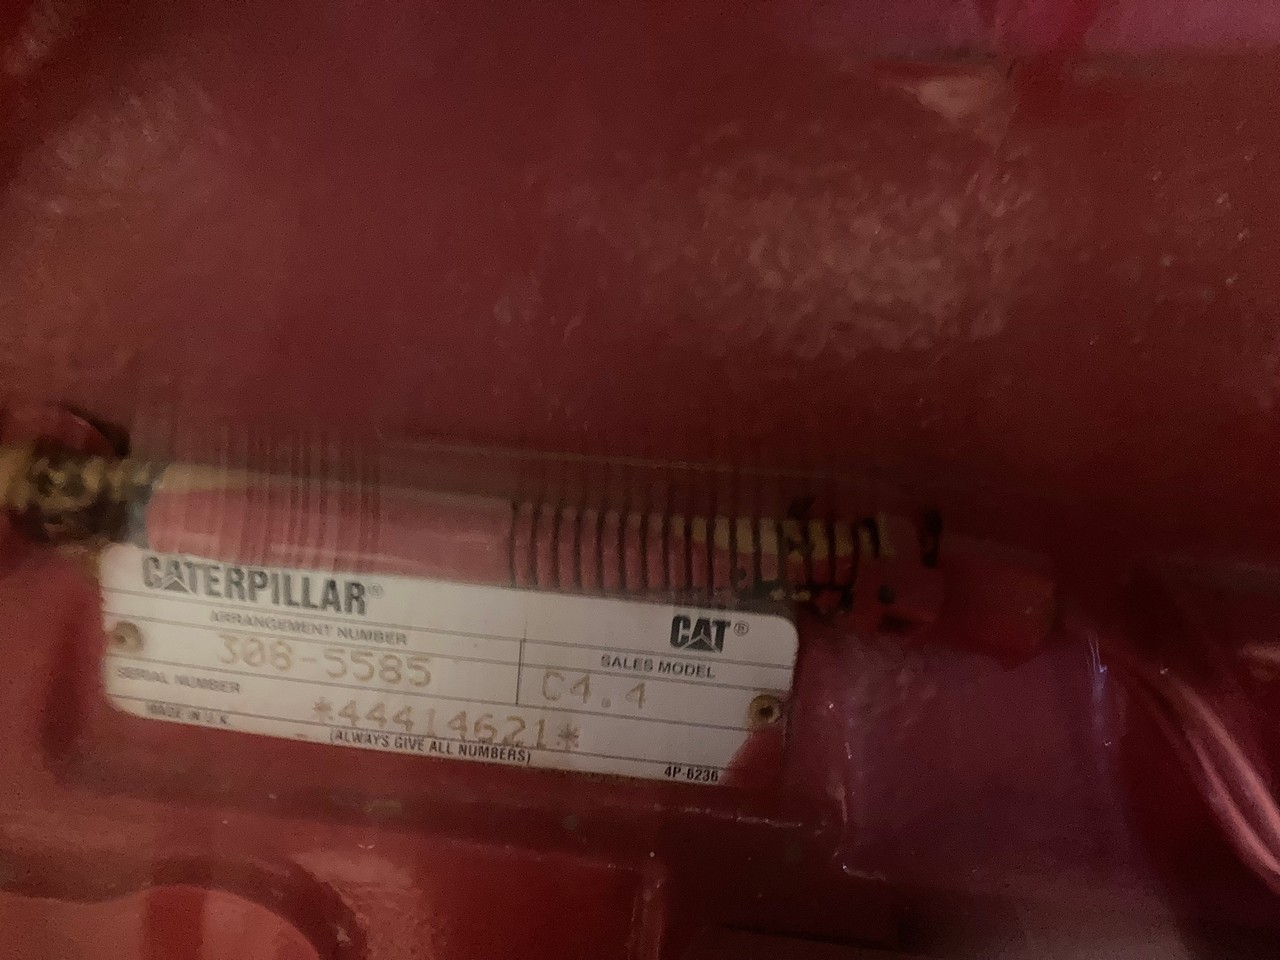 CATERPILLAR®
CAT®
ARRANGEMENT NUMBER
308-5585
SALES MODEL
C4.4
SERIAL NUMBER
*44414621*
MADE IN U.K.
(ALWAYS GIVE ALL NUMBERS)
4P-6236